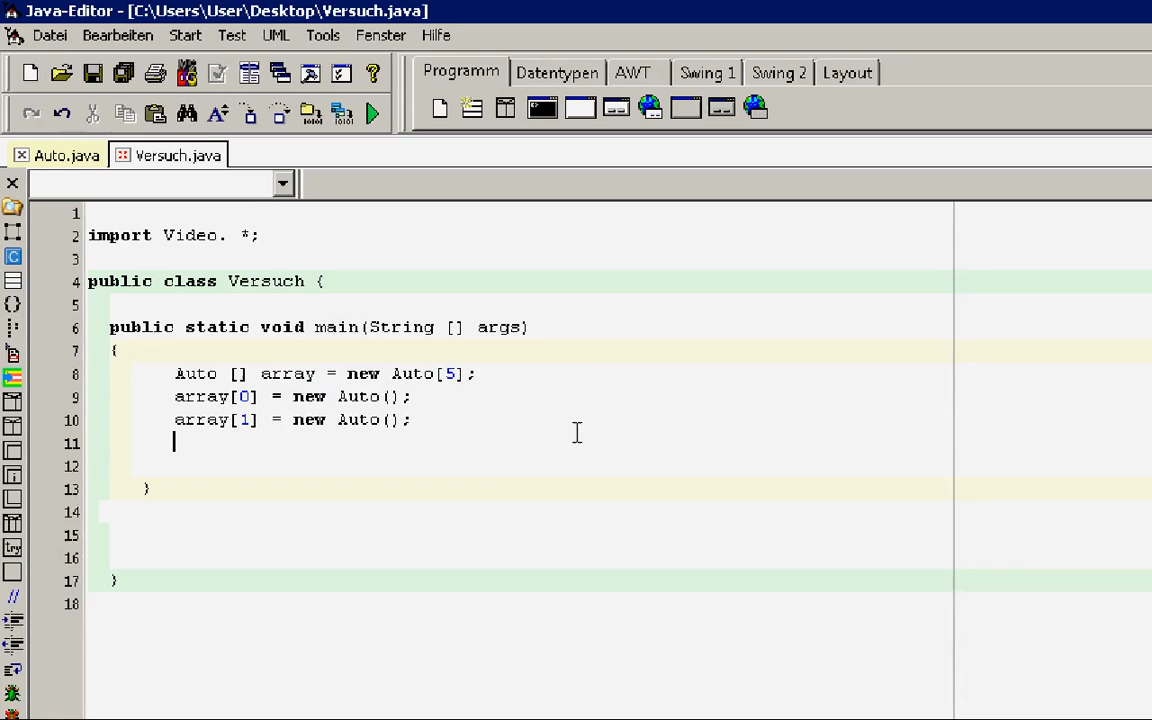 Java-Editor - [C:\Users\User\Desktop\Versuch.java]
Datei Bearbeiten Start Test UML Tools Fenster Hilfe
Programm Datentypen AWT Swing 1 Swing 2 Layout
Auto.java Versuch.java
1
2 import Video. *;
3
4 public class Versuch {
5
6 public static void main(String [] args)
7 {
8 Auto [] array = new Auto[5];
9 array[0] = new Auto();
10 array[1] = new Auto();
11
12
13 }
14
15
16
17 }
18